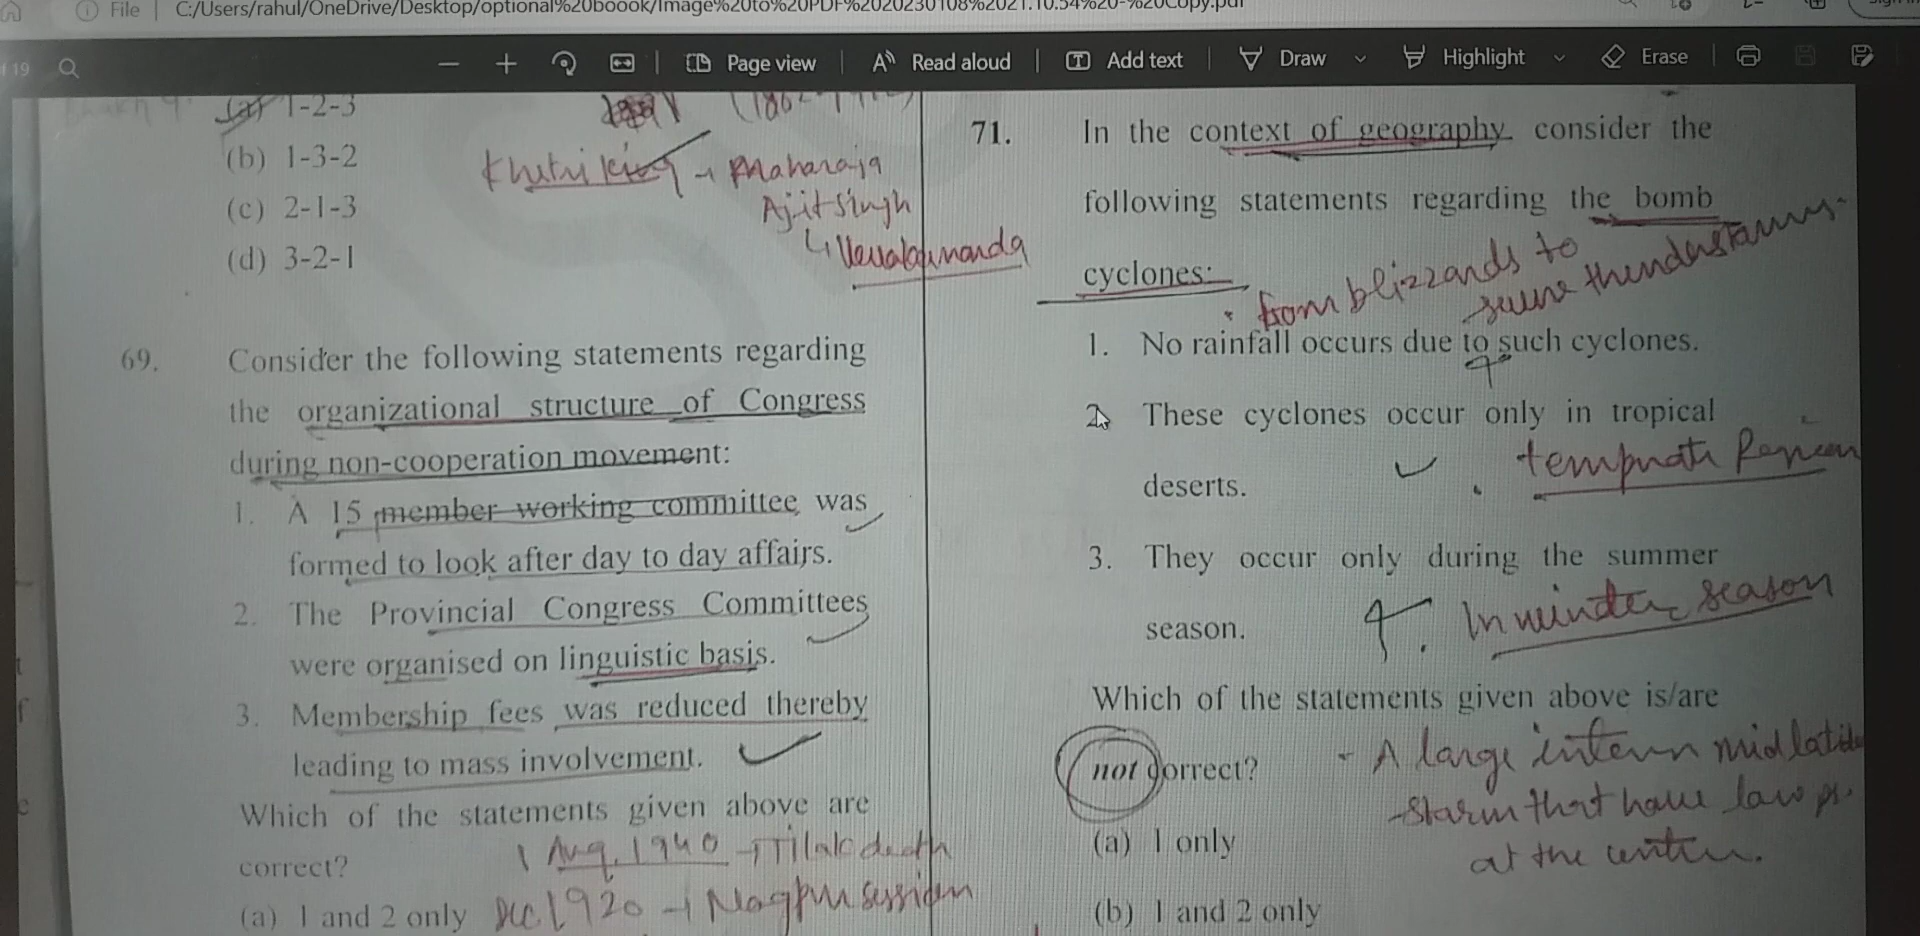 File
C:/Users/rahul/OneDrive/Desktop/optional%20boook/Image%20to%20PDF%2020230108%2021.10.54%20-%20Copy.pdf
f 19
Page view
Read aloud
Add text
Draw
Highlight
Erase
(a) 1-2-3
(b) 1-3-2
(c) 2-1-3
(d) 3-2-1
Khetri king → Maharaja
Ajit Singh
69. Consider the following statements regarding
the organizational structure of Congress
during non-cooperation movement:
1. A 15 member working committee was
formed to look after day to day affairs.
2. The Provincial Congress Committees
were organised on linguistic basis.
3. Membership fees was reduced thereby
leading to mass involvement.
Which of the statements given above are
correct?
1 Aug. 1940 → Tilak death
(a) 1 and 2 only
Dec 1920 → Nagpur session
71. In the context of geography consider the
following statements regarding the bomb
cyclones:
from blizzards to
thunderstorms
1. No rainfall occurs due to such cyclones.
2. These cyclones occur only in tropical
deserts.
3. They occur only during the summer
season.
In winter season
Which of the statements given above is/are
not correct?
- A large intern midlatitide
storm that have low pr.
at the center.
(a) 1 only
(b) 1 and 2 only